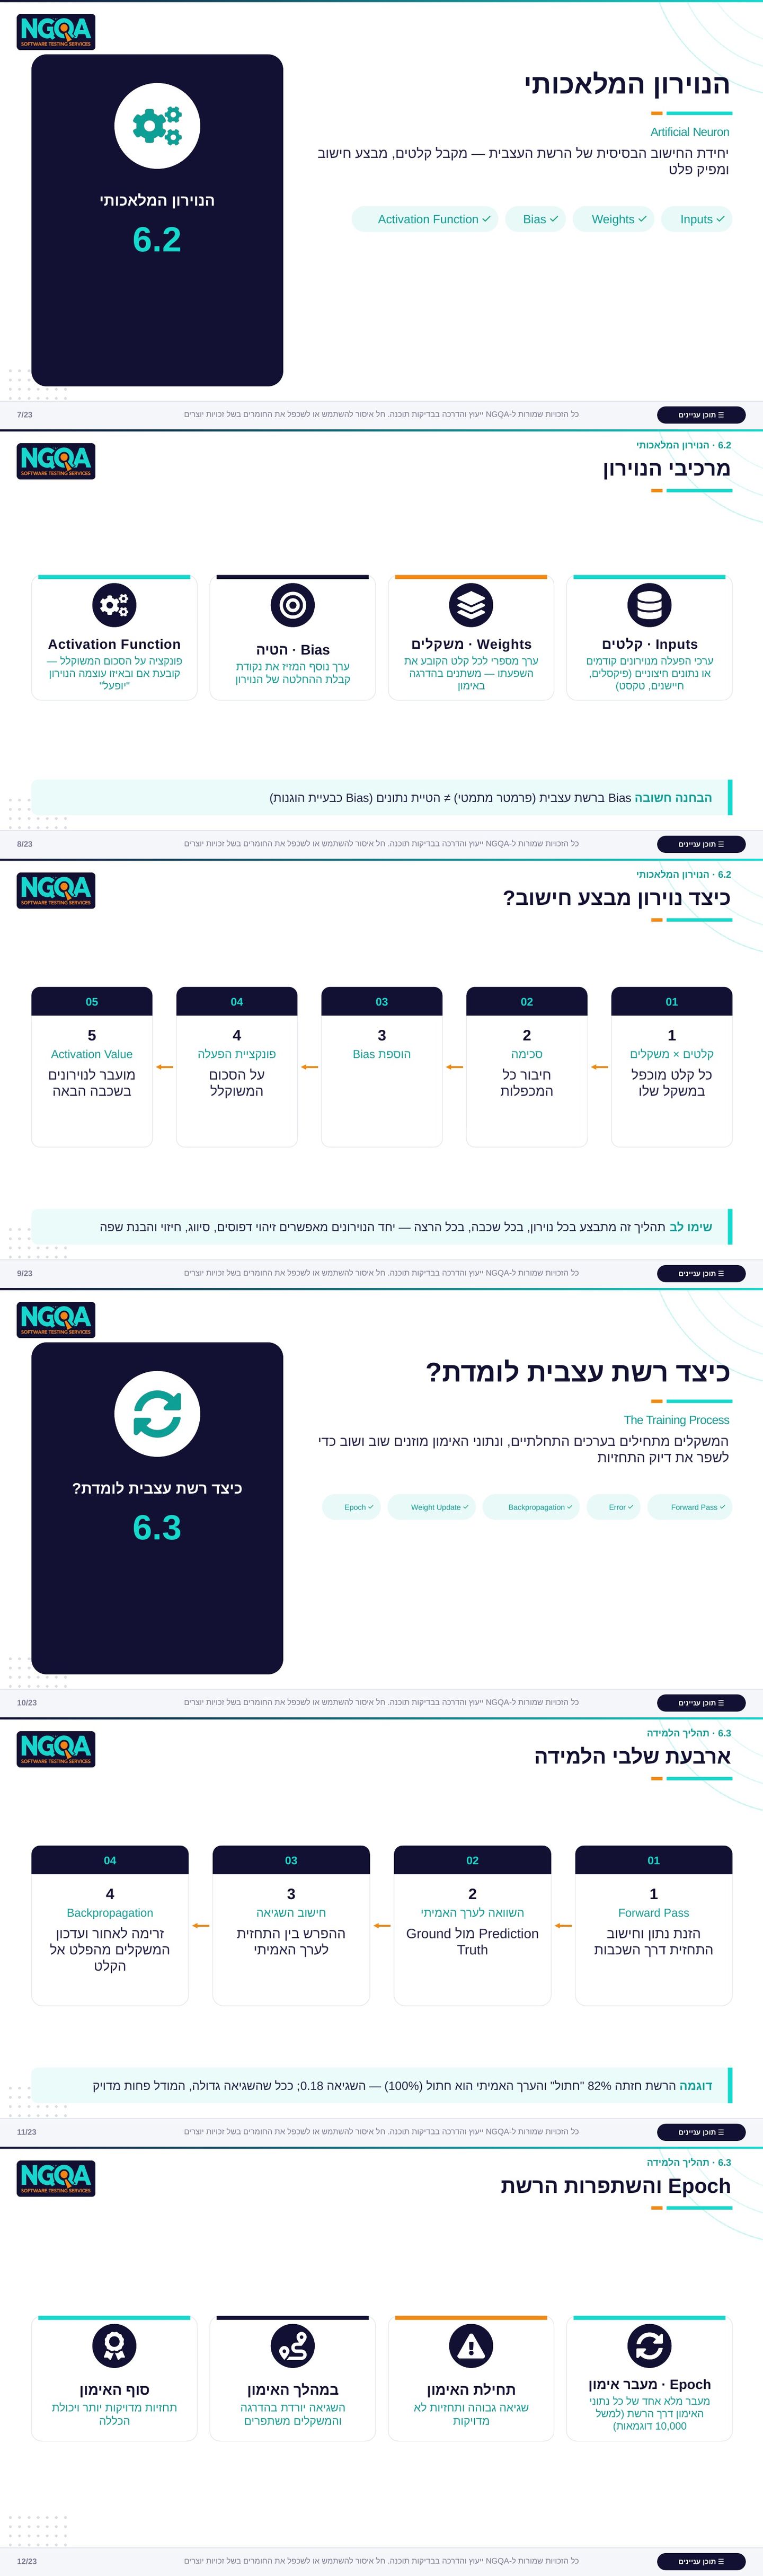 NGQA
SOFTWARE TESTING SERVICES
הנוירון המלאכותי
Artificial Neuron
יחידת החישוב הבסיסית של הרשת העצבית — מקבל קלטים, מבצע חישוב
ומפיק פלט
Inputs ✓
Weights ✓
Bias ✓
Activation Function ✓
הנוירון המלאכותי
6.2
☰ תוכן עניינים
כל הזכויות שמורות ל-NGQA ייעוץ והדרכה בבדיקות תוכנה. חל איסור להשתמש או לשכפל את החומרים בשל זכויות יוצרים
7/23
NGQA
SOFTWARE TESTING SERVICES
6.2 · הנוירון המלאכותי
מרכיבי הנוירון
Inputs · קלטים
ערכי הפעלה מנוירונים קודמים
או נתונים חיצוניים (פיקסלים,
חיישנים, טקסט)
Weights · משקלים
ערך מספרי לכל קלט הקובע את
השפעתו — משתנים בהדרגה
באימון
Bias · הטיה
ערך נוסף המזיז את נקודת
קבלת ההחלטה של הנוירון
Activation Function
פונקציה על הסכום המשוקלל —
קובעת אם ובאיזו עוצמה הנוירון
"יופעל"
הבחנה חשובה Bias ברשת עצבית (פרמטר מתמטי) ≠ הטיית נתונים (Bias כבעיית הוגנות)
☰ תוכן עניינים
כל הזכויות שמורות ל-NGQA ייעוץ והדרכה בבדיקות תוכנה. חל איסור להשתמש או לשכפל את החומרים בשל זכויות יוצרים
8/23
NGQA
SOFTWARE TESTING SERVICES
6.2 · הנוירון המלאכותי
כיצד נוירון מבצע חישוב?
01
1
קלטים × משקלים
כל קלט מוכפל
במשקל שלו
02
2
סכימה
חיבור כל
המכפלות
03
3
הוספת Bias
04
4
פונקציית הפעלה
על הסכום
המשוקלל
05
5
Activation Value
מועבר לנוירונים
בשכבה הבאה
שימו לב תהליך זה מתבצע בכל נוירון, בכל שכבה, בכל הרצה — יחד הנוירונים מאפשרים זיהוי דפוסים, סיווג, חיזוי והבנת שפה
☰ תוכן עניינים
כל הזכויות שמורות ל-NGQA ייעוץ והדרכה בבדיקות תוכנה. חל איסור להשתמש או לשכפל את החומרים בשל זכויות יוצרים
9/23
NGQA
SOFTWARE TESTING SERVICES
כיצד רשת עצבית לומדת?
The Training Process
המשקלים מתחילים בערכים התחלתיים, ונתוני האימון מוזנים שוב ושוב כדי
לשפר את דיוק התחזיות
Forward Pass ✓
Error ✓
Backpropagation ✓
Weight Update ✓
Epoch ✓
כיצד רשת עצבית לומדת?
6.3
☰ תוכן עניינים
כל הזכויות שמורות ל-NGQA ייעוץ והדרכה בבדיקות תוכנה. חל איסור להשתמש או לשכפל את החומרים בשל זכויות יוצרים
10/23
NGQA
SOFTWARE TESTING SERVICES
6.3 · תהליך הלמידה
ארבעת שלבי הלמידה
01
1
Forward Pass
הזנת נתון וחישוב
התחזית דרך השכבות
02
2
השוואה לערך האמיתי
Prediction מול Ground
Truth
03
3
חישוב השגיאה
ההפרש בין התחזית
לערך האמיתי
04
4
Backpropagation
זרימה לאחור ועדכון
המשקלים מהפלט אל
הקלט
דוגמה הרשת חזתה 82% "חתול" והערך האמיתי הוא חתול (100%) — השגיאה 0.18; ככל שהשגיאה גדולה, המודל פחות מדויק
☰ תוכן עניינים
כל הזכויות שמורות ל-NGQA ייעוץ והדרכה בבדיקות תוכנה. חל איסור להשתמש או לשכפל את החומרים בשל זכויות יוצרים
11/23
NGQA
SOFTWARE TESTING SERVICES
6.3 · תהליך הלמידה
Epoch והשתפרות הרשת
Epoch · מעבר אימון
מעבר מלא אחד של כל נתוני
האימון דרך הרשת (למשל
10,000 דוגמאות)
תחילת האימון
שגיאה גבוהה ותחזיות לא
מדויקות
במהלך האימון
השגיאה יורדת בהדרגה
והמשקלים משתפרים
סוף האימון
תחזיות מדויקות יותר ויכולת
הכללה
☰ תוכן עניינים
כל הזכויות שמורות ל-NGQA ייעוץ והדרכה בבדיקות תוכנה. חל איסור להשתמש או לשכפל את החומרים בשל זכויות יוצרים
12/23